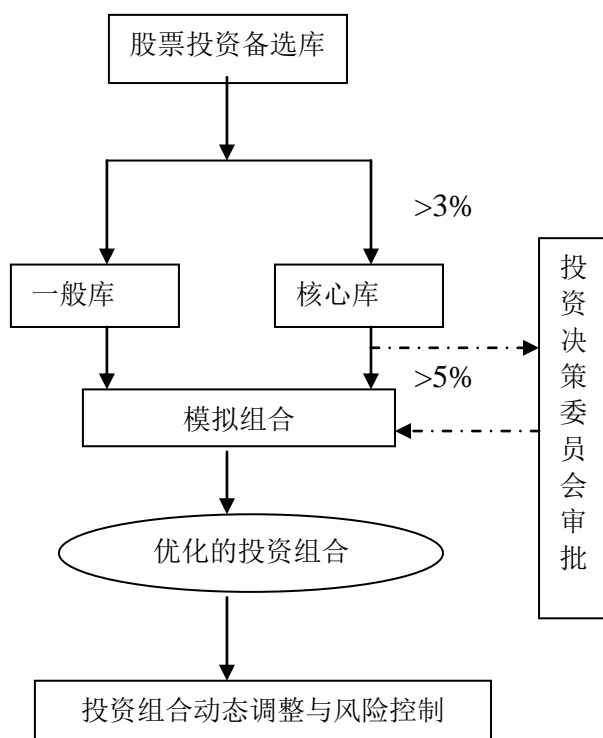 股票投资备选库
>3%
一般库
核心库
投资决策委员会审批
>5%
模拟组合
优化的投资组合
投资组合动态调整与风险控制